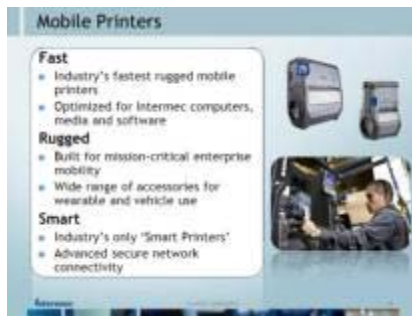 Mobile Printers
Fast
Industry's fastest rugged mobile
printers
Optimized for Intermec computers,
media and software
Rugged
Built for mission-critical enterprise
mobility
Wide range of accessories for
wearable and vehicle use
Smart
Industry's only 'Smart Printers'
Advanced secure network
connectivity